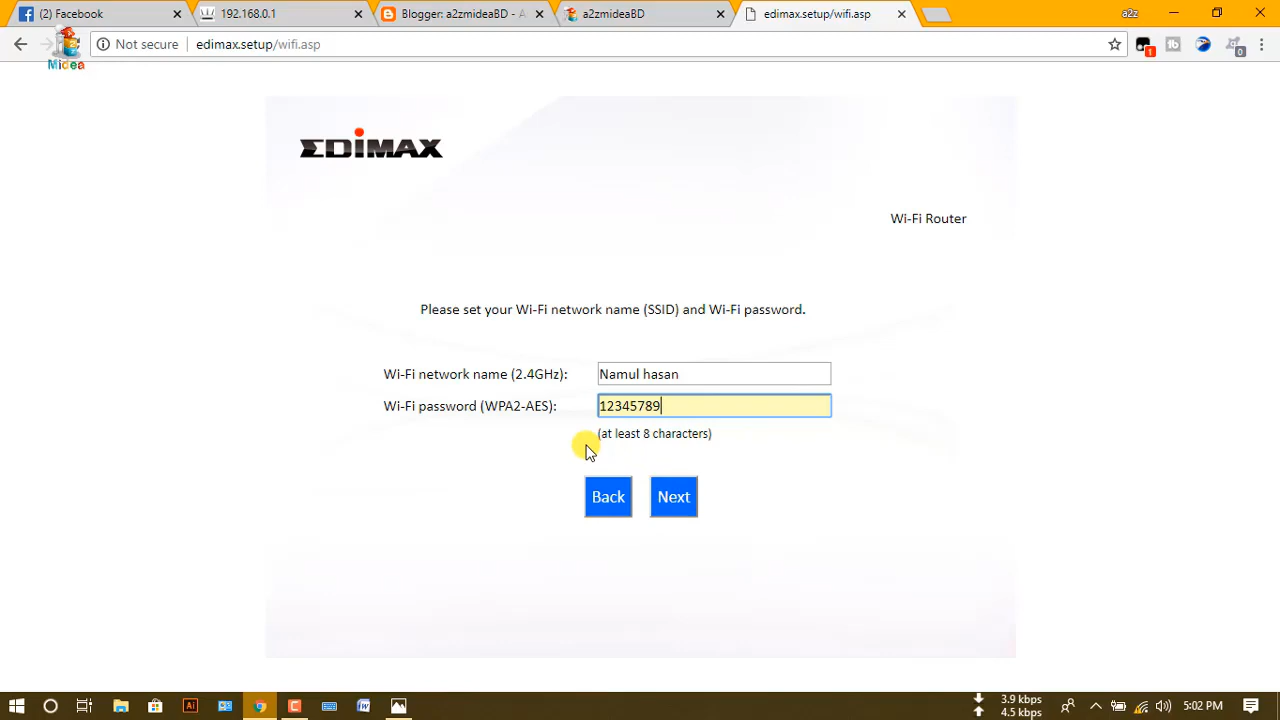 (2) Facebook
192.168.0.1
Blogger: a2zmideaBD - A
a2zmideaBD
edimax.setup/wifi.asp
a2z
Not secure
edimax.setup/wifi.asp
1
0
Midea
EDIMAX
Wi-Fi Router
Please set your Wi-Fi network name (SSID) and Wi-Fi password.
Wi-Fi network name (2.4GHz): Namul hasan
Wi-Fi password (WPA2-AES): 12345789
(at least 8 characters)
Back Next
3.9 kbps
4.5 kbps
5:02 PM